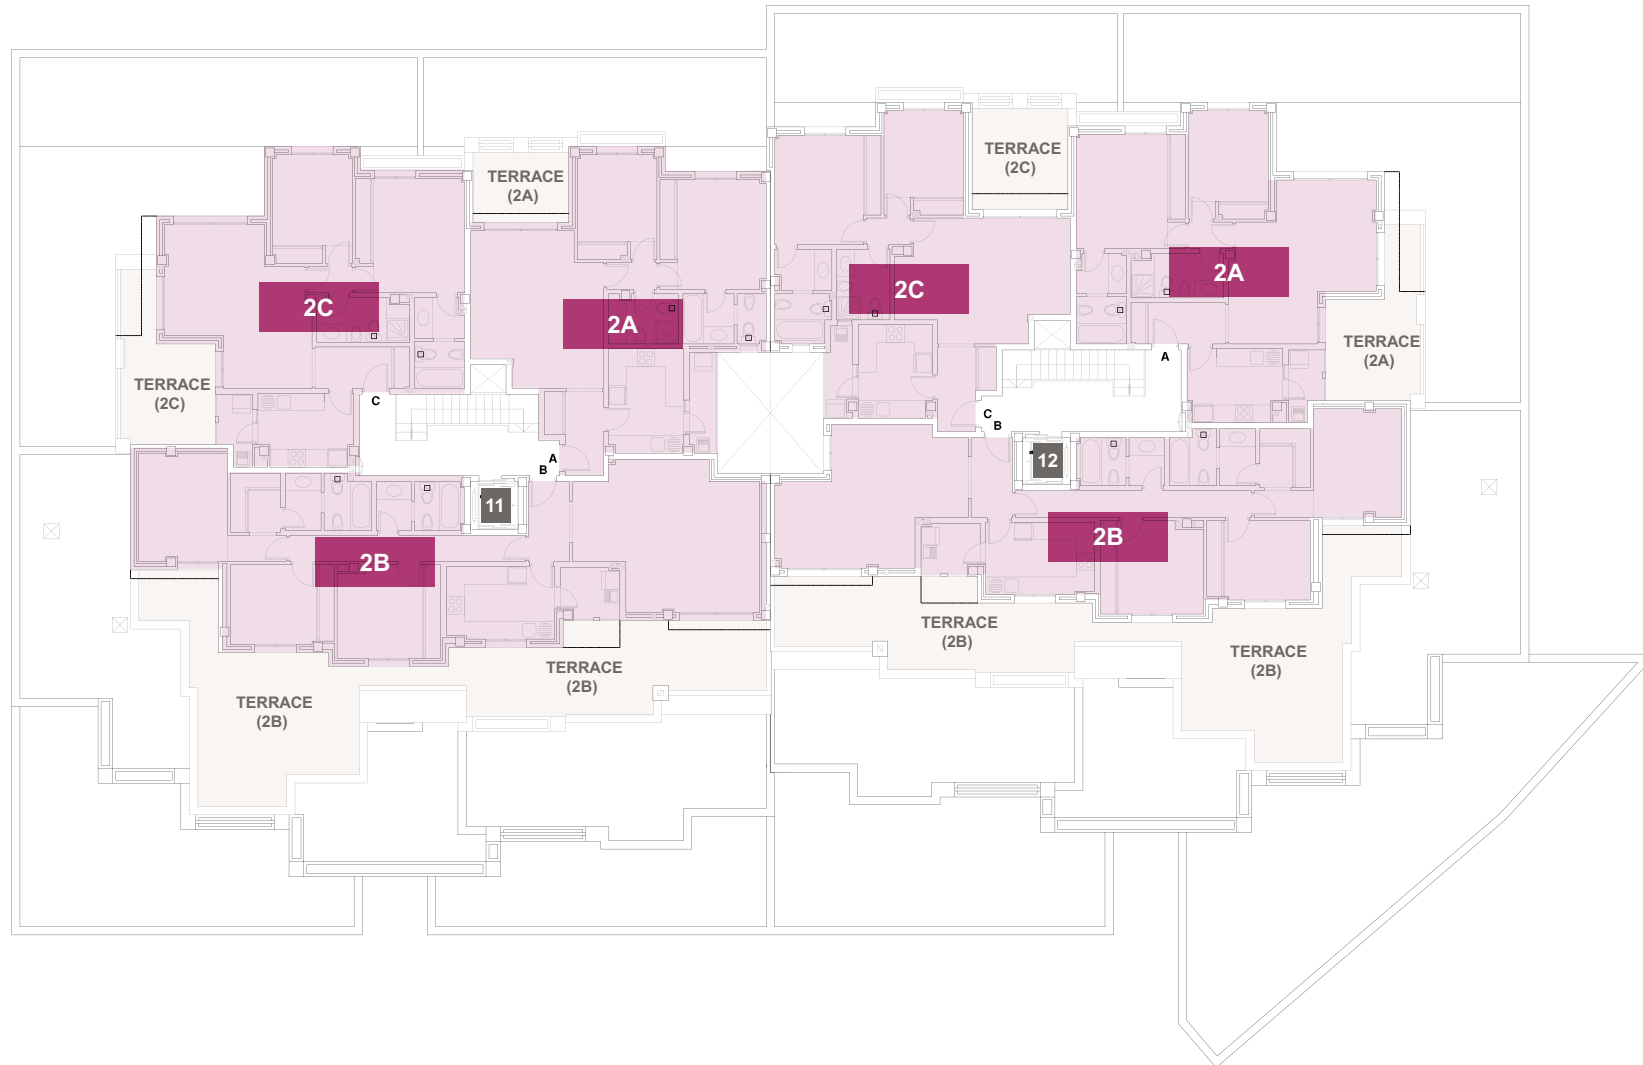 TERRACE
(2C)
TERRACE
(2A)
2C
2A
2C
2A
TERRACE
(2A)
A
TERRACE
(2C)
C
C
B
A
B
12
11
2B
2B
TERRACE
(2B)
TERRACE
(2B)
TERRACE
(2B)
TERRACE
(2B)